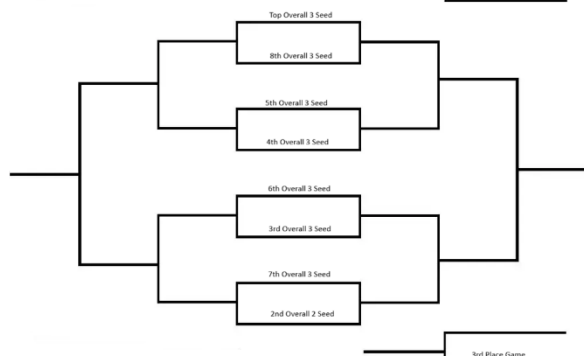 Top Overall 3 Seed
8th Overall 3 Seed
5th Overall 3 Seed
4th Overall 3 Seed
6th Overall 3 Seed
3rd Overall 3 Seed
7th Overall 3 Seed
2nd Overall 2 Seed
3rd Place Game